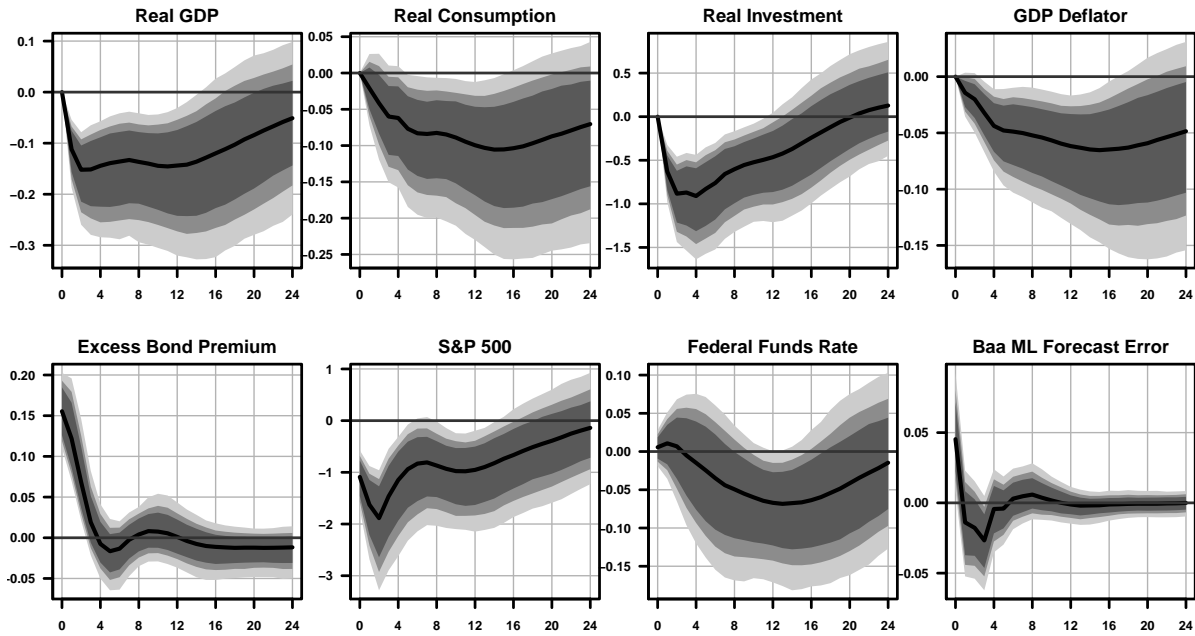 Real GDP
0.1
0.0
−0.1
−0.2
−0.3
0 4 8 12 16 20 24
Real Consumption
0.05
0.00
−0.05
−0.10
−0.15
−0.20
−0.25
0 4 8 12 16 20 24
Real Investment
0.5
0.0
−0.5
−1.0
−1.5
0 4 8 12 16 20 24
GDP Deflator
0.00
−0.05
−0.10
−0.15
0 4 8 12 16 20 24
Excess Bond Premium
0.20
0.15
0.10
0.05
0.00
−0.05
0 4 8 12 16 20 24
S&P 500
1
0
−1
−2
−3
0 4 8 12 16 20 24
Federal Funds Rate
0.10
0.05
0.00
−0.05
−0.10
−0.15
0 4 8 12 16 20 24
Baa ML Forecast Error
0.05
0.00
−0.05
0 4 8 12 16 20 24